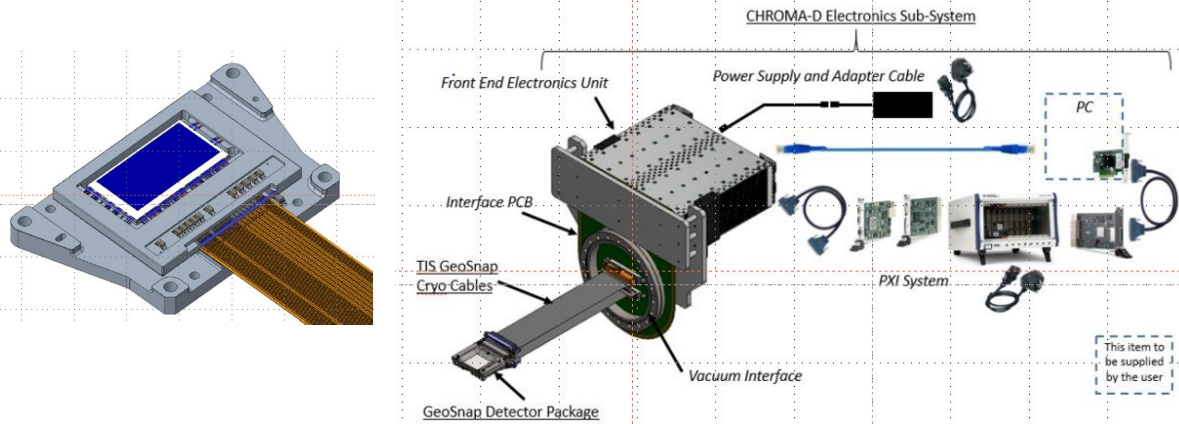 CHROMA-D Electronics Sub-System
Front End Electronics Unit
Power Supply and Adapter Cable
PC
Interface PCB
TIS GeoSnap
Cryo Cables
PXI System
Vacuum Interface
This item to
be supplied
by the user
GeoSnap Detector Package